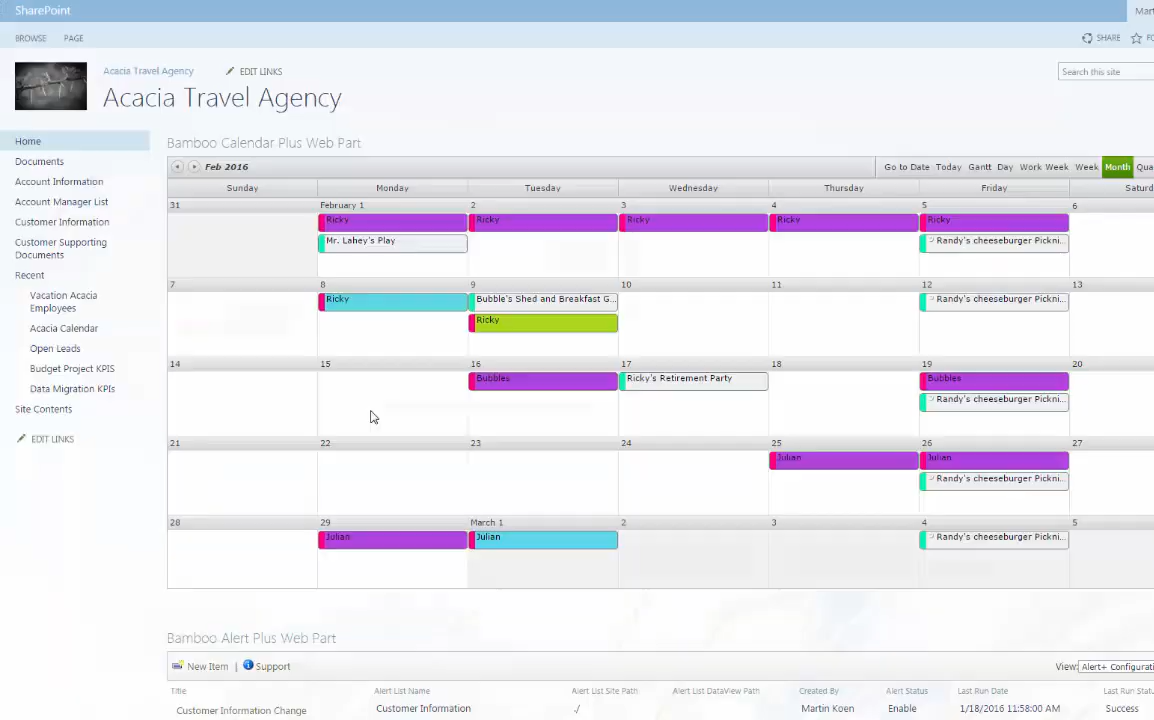 SharePoint
Mart
BROWSE PAGE
SHARE FO
Acacia Travel Agency EDIT LINKS
Acacia Travel Agency
Search this site
Home
Documents
Account Information
Account Manager List
Customer Information
Customer Supporting
Documents
Recent
Vacation Acacia
Employees
Acacia Calendar
Open Leads
Budget Project KPIS
Data Migration KPIS
Site Contents
EDIT LINKS
Bamboo Calendar Plus Web Part
Feb 2016 Go to Date Today Gantt Day Work Week Week Month Qua
Sunday Monday Tuesday Wednesday Thursday Friday Saturd
31 February 1 2 3 4 5 6
Ricky Ricky Ricky Ricky Ricky
Mr. Lahey's Play Randy's cheeseburger Pickni...
7 8 9 10 11 12 13
Ricky Bubble's Shed and Breakfast G... Randy's cheeseburger Pickni...
Ricky
14 15 16 17 18 19 20
Bubbles Ricky's Retirement Party Bubbles
Randy's cheeseburger Pickni...
21 22 23 24 25 26 27
Julian Julian
Randy's cheeseburger Pickni...
28 29 March 1 2 3 4 5
Julian Julian Randy's cheeseburger Pickni...
Bamboo Alert Plus Web Part
New Item | Support View: Alert+ Configurati
Title Alert List Name Alert List Site Path Alert List DataView Path Created By Alert Status Last Run Date Last Run Status
Customer Information Change Customer Information / Martin Koen Enable 1/18/2016 11:58:00 AM Success